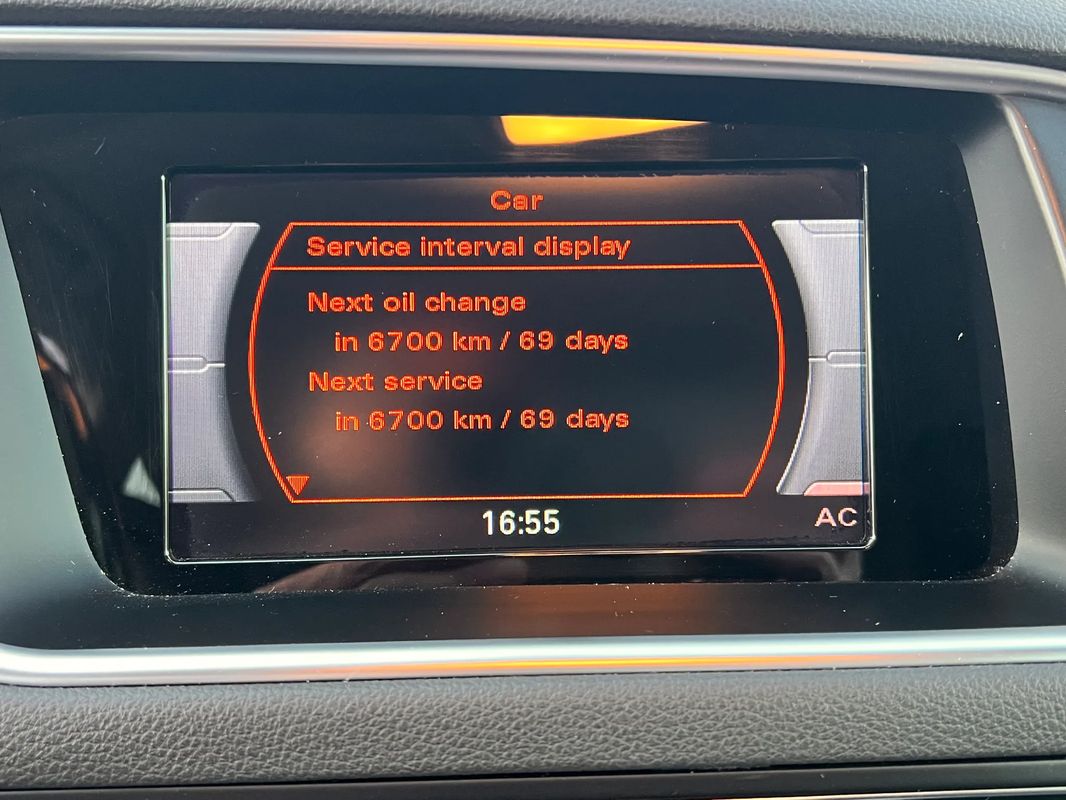 Car
Service interval display
Next oil change
in 6700 km / 69 days
Next service
in 6700 km / 69 days
16:55
AC